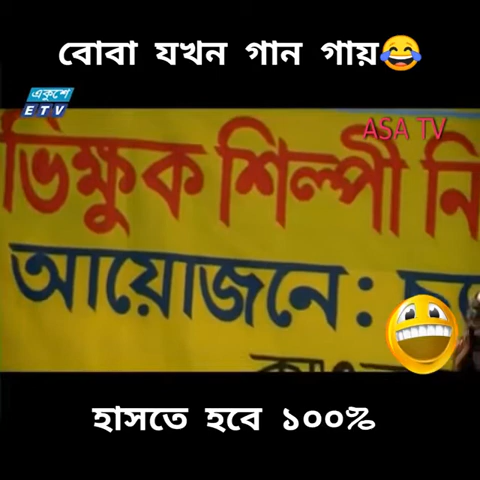 বোবা যখন গান গায়😂
একুশে
ETV
ASA TV
ভিক্ষুক শিল্পী
আয়োজনে :
হাসতে হবে ১০০%